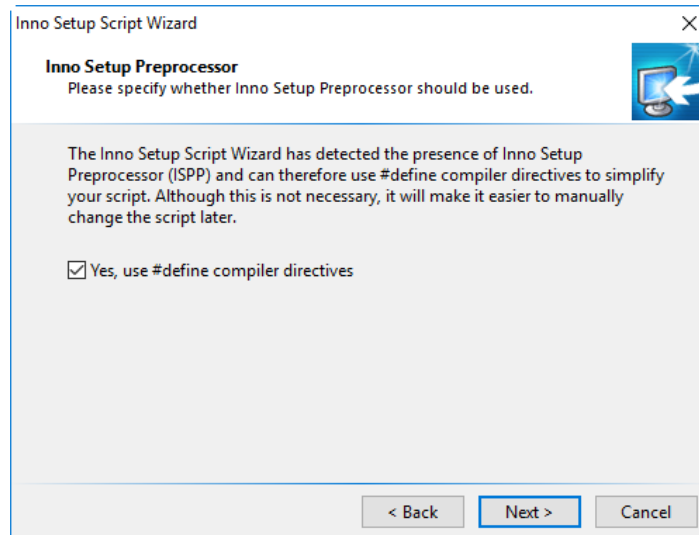 Inno Setup Script Wizard
Inno Setup Preprocessor
Please specify whether Inno Setup Preprocessor should be used.
The Inno Setup Script Wizard has detected the presence of Inno Setup
Preprocessor (ISPP) and can therefore use #define compiler directives to simplify
your script. Although this is not necessary, it will make it easier to manually
change the script later.
Yes, use #define compiler directives
< Back Next > Cancel